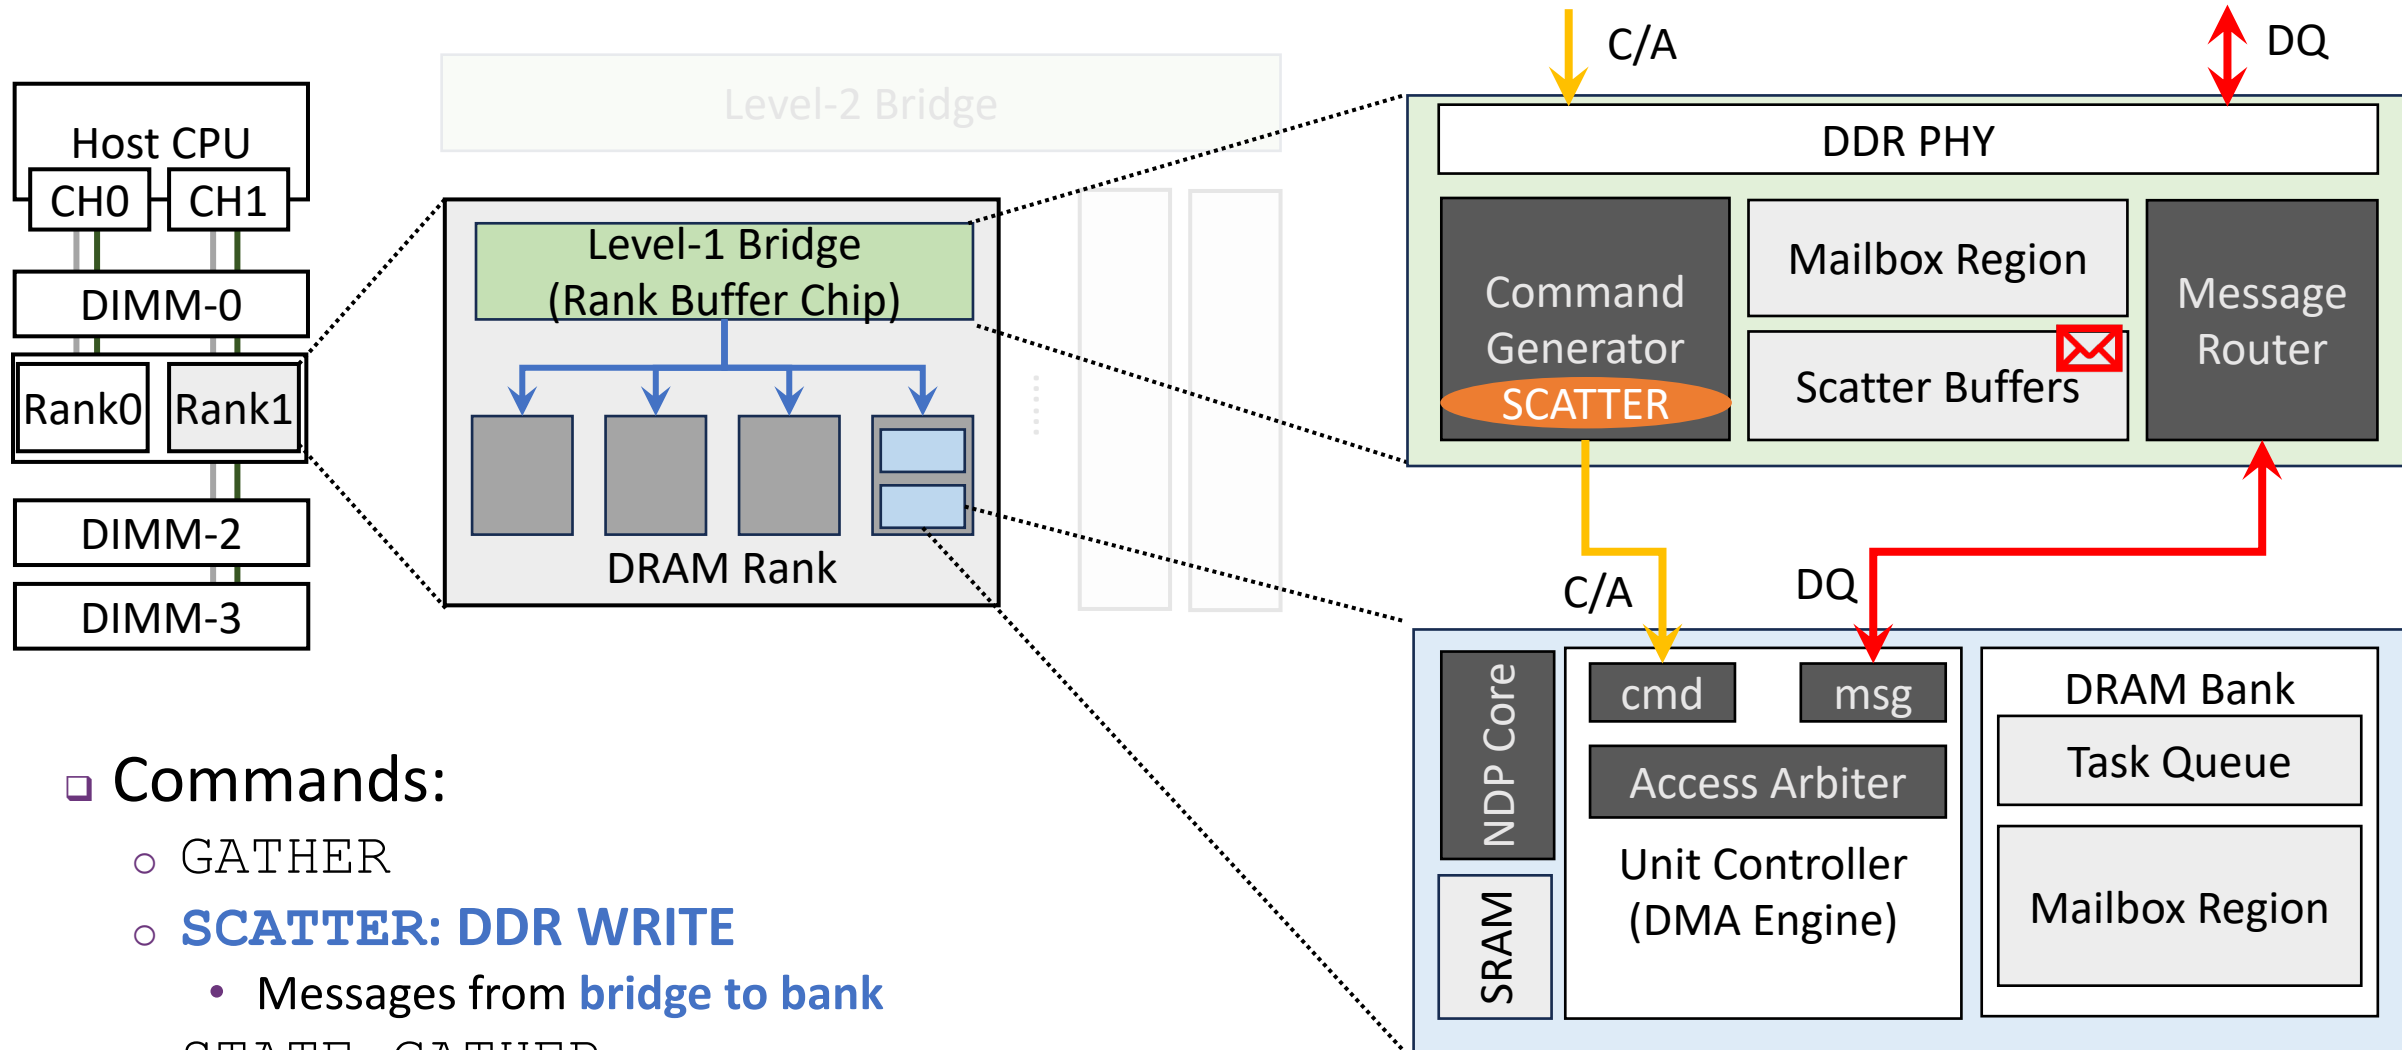 Host CPU
CH0
CH1
DIMM-0
Rank0
Rank1
DIMM-2
DIMM-3
Level-2 Bridge
Level-1 Bridge
(Rank Buffer Chip)
DRAM Rank
C/A
DQ
DDR PHY
Command
Generator
SCATTER
Mailbox Region
Scatter Buffers
Message
Router
C/A
DQ
NDP Core
SRAM
cmd
msg
Access Arbiter
Unit Controller
(DMA Engine)
DRAM Bank
Task Queue
Mailbox Region
Commands:
GATHER
SCATTER: DDR WRITE
Messages from bridge to bank